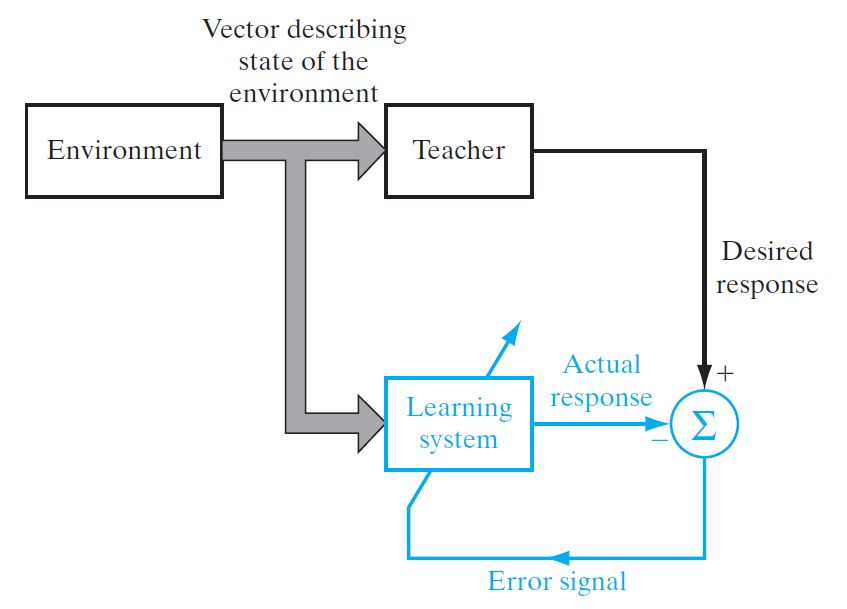 Vector describing
state of the
environment
Environment
Teacher
Desired
response
+
Actual
response
Learning
system
−
Σ
Error signal